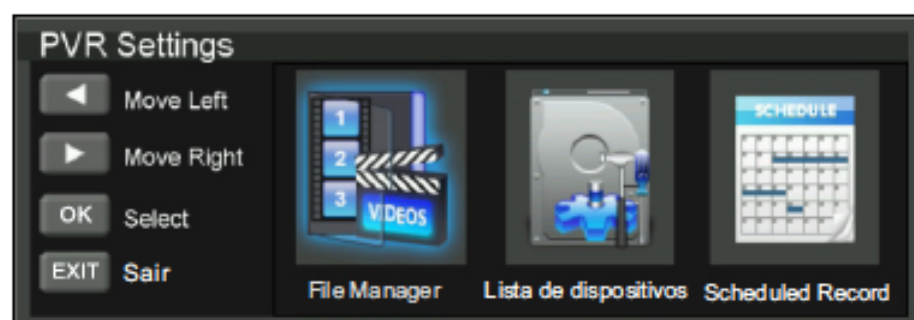 PVR Settings
Move Left
Move Right
OK Select
EXIT Sair
1
2
3
VIDEOS
SCHEDULE
File Manager
Lista de dispositivos
Scheduled Record